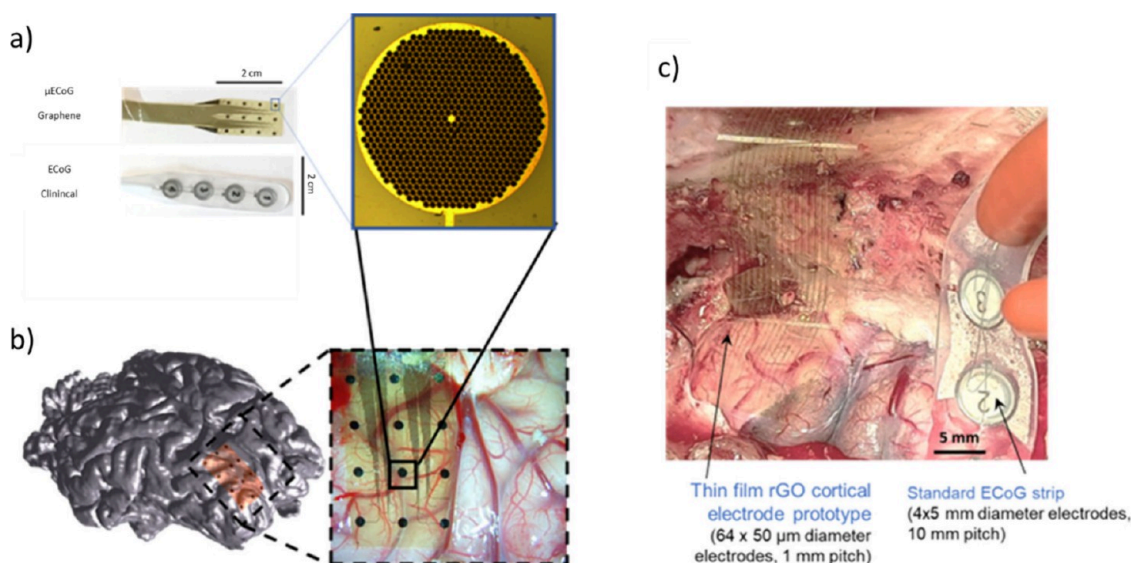 a)
2 cm
µECoG
Graphene
ECoG
Clinincal
2 cm
b)
c)
2
5 mm
Thin film rGO cortical
electrode prototype
(64 x 50 µm diameter
electrodes, 1 mm pitch)
Standard ECoG strip
(4x5 mm diameter electrodes,
10 mm pitch)